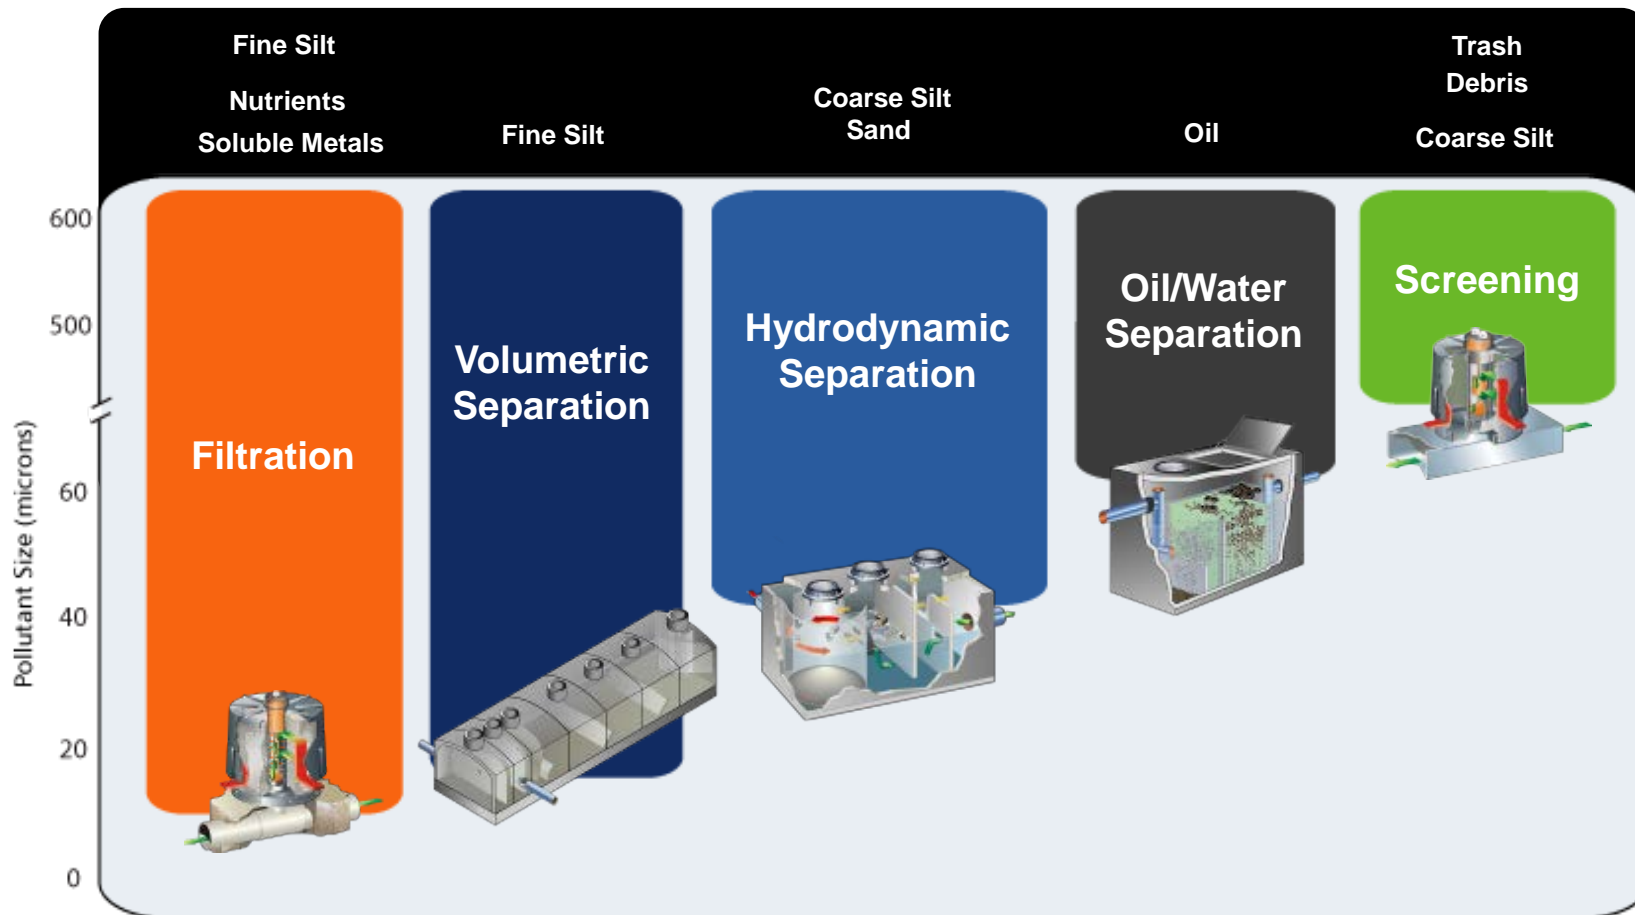 Fine Silt
Nutrients
Soluble Metals
Fine Silt
Coarse Silt
Sand
Oil
Trash
Debris
Coarse Silt
600
500
60
40
20
0
Pollutant Size (microns)
Filtration
Volumetric
Separation
Hydrodynamic
Separation
Oil/Water
Separation
Screening